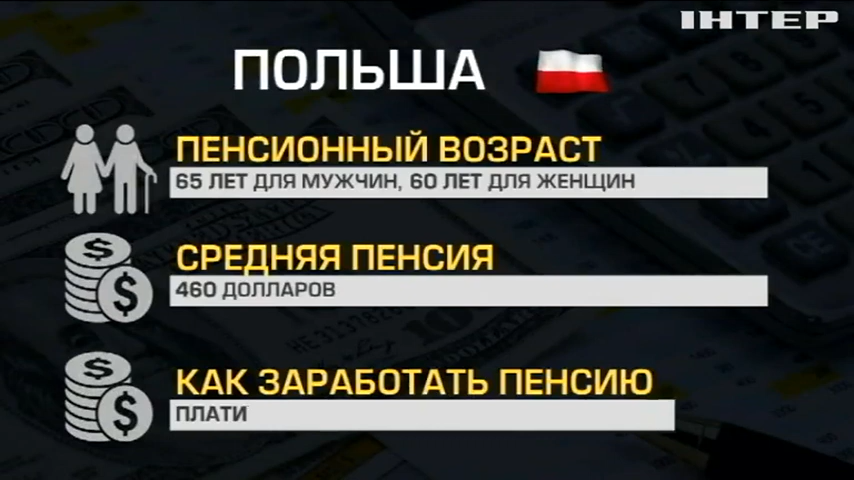 ІНТЕР
ПОЛЬША
ПЕНСИОННЫЙ ВОЗРАСТ
65 ЛЕТ ДЛЯ МУЖЧИН, 60 ЛЕТ ДЛЯ ЖЕНЩИН
СРЕДНЯЯ ПЕНСИЯ
460 ДОЛЛАРОВ
КАК ЗАРАБОТАТЬ ПЕНСИЮ
ПЛАТИ